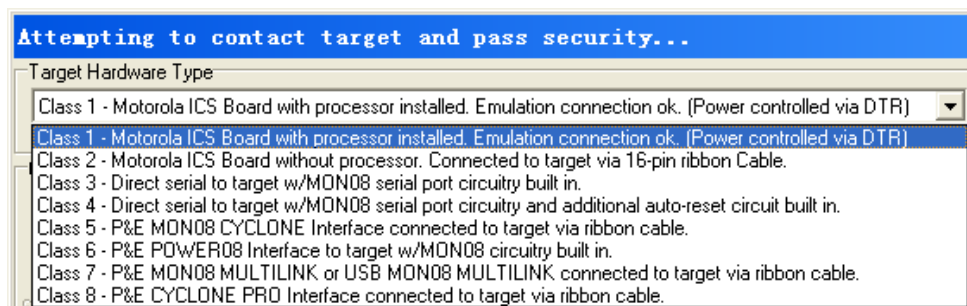 Attempting to contact target and pass security...
Target Hardware Type
Class 1 - Motorola ICS Board with processor installed. Emulation connection ok. (Power controlled via DTR)
Class 1 - Motorola ICS Board with processor installed. Emulation connection ok. (Power controlled via DTR)
Class 2 - Motorola ICS Board without processor. Connected to target via 16-pin ribbon Cable.
Class 3 - Direct serial to target w/MON08 serial port circuitry built in.
Class 4 - Direct serial to target w/MON08 serial port circuitry and additional auto-reset circuit built in.
Class 5 - P&E MON08 CYCLONE Interface connected to target via ribbon cable.
Class 6 - P&E POWER08 Interface to target w/MON08 circuitry built in.
Class 7 - P&E MON08 MULTILINK or USB MON08 MULTILINK connected to target via ribbon cable.
Class 8 - P&E CYCLONE PRO Interface connected to target via ribbon cable.